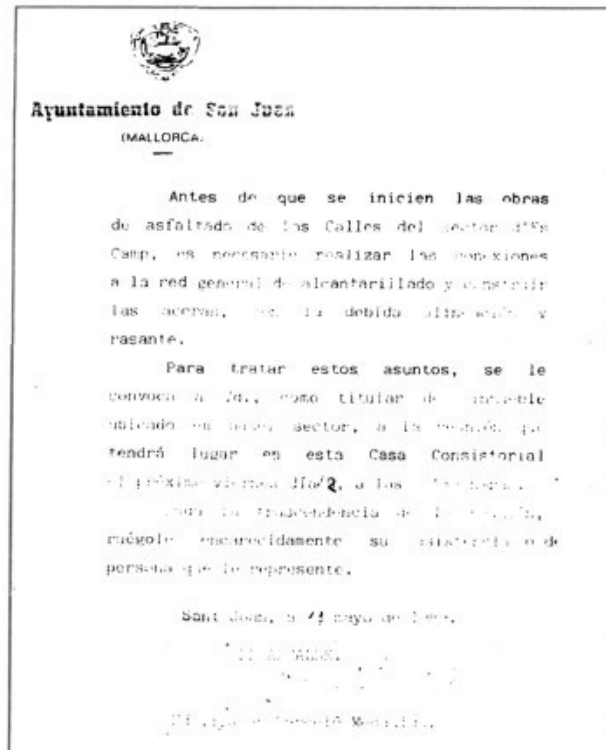 Ayuntamiento de San Juan
(MALLORCA)
Antes de que se inicien las obras
de asfaltado de las Calles del sector d'Es
Camp, es necesario realizar las conexiones
a la red general de alcantarillado y construir
las aceras, con la debida alineación y
rasante.
Para tratar estos asuntos, se le
convoca a Vd., como titular de inmueble
ubicado en dicho sector, a la reunión que
tendrá lugar en esta Casa Consistorial
el próximo viernes día 2, a las
la trascendencia de la
ruégole encarecidamente su asistencia o de
persona que le represente.
Sant Joan, a mayo de
EL ALCALDE,